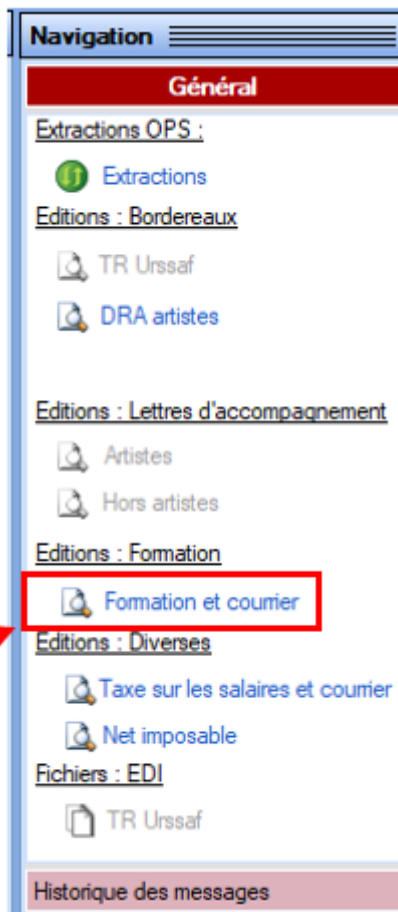 Navigation
Général
Extractions OPS :
Extractions
Editions : Bordereaux
TR Urssaf
DRA artistes
Editions : Lettres d'accompagnement
Artistes
Hors artistes
Editions : Formation
Formation et courrier
Editions : Diverses
Taxe sur les salaires et courrier
Net imposable
Fichiers : EDI
TR Urssaf
Historique des messages